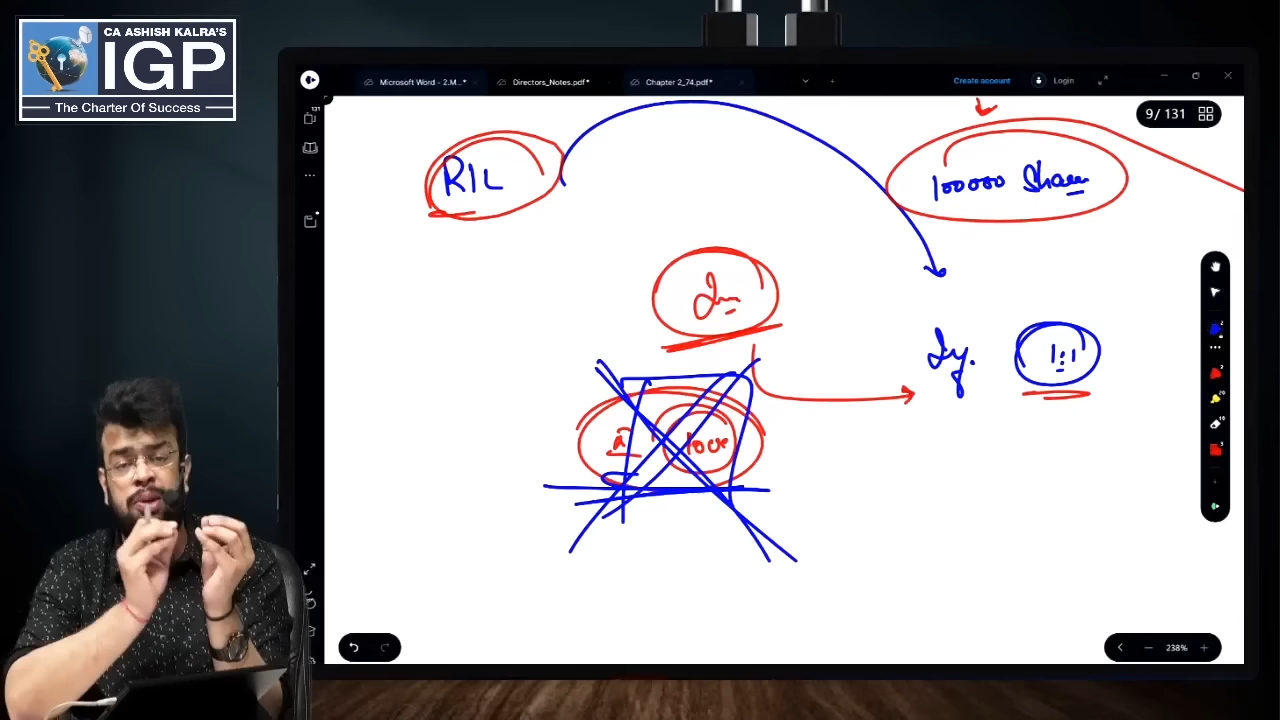 CA ASHISH KALRA'S
IGP
The Charter Of Success
Microsoft Word - 2.M...*
Directors_Notes.pdf*
Chapter 2_74.pdf*
Create account
Login
131
9/131
RIL
100000 Share
1:1
238%